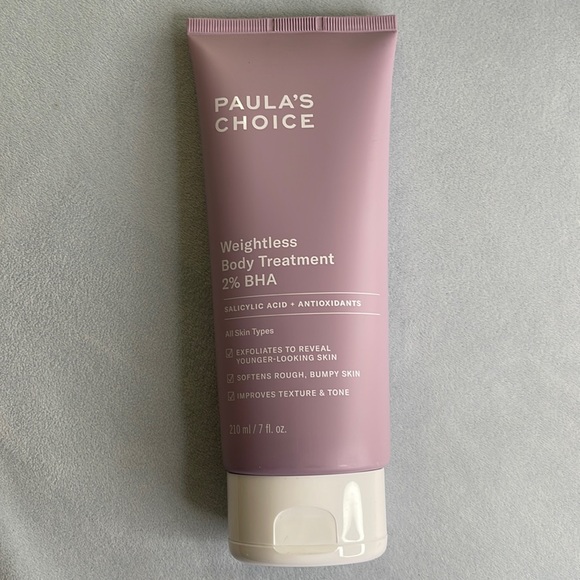 PAULA'S
CHOICE
Weightless
Body Treatment
2% BHA
SALICYLIC ACID + ANTIOXIDANTS
All Skin Types
☑ EXFOLIATES TO REVEAL
YOUNGER-LOOKING SKIN
☑ SOFTENS ROUGH, BUMPY SKIN
☑ IMPROVES TEXTURE & TONE
210 ml / 7 fl. oz.